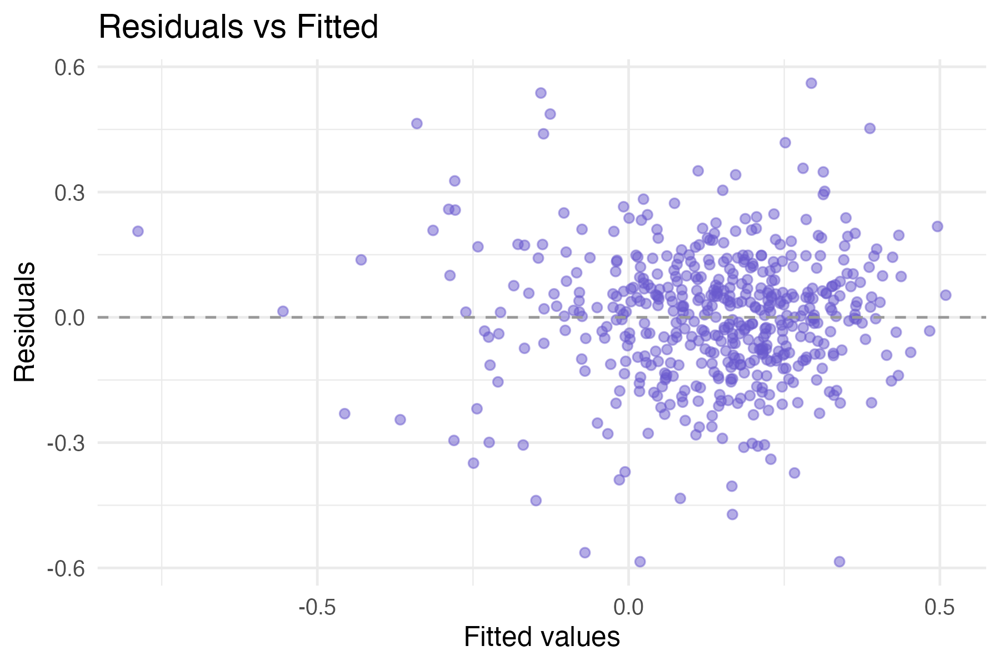 Residuals vs Fitted
0.6
0.3
0.0
-0.3
-0.6
Residuals
-0.5
0.0
0.5
Fitted values